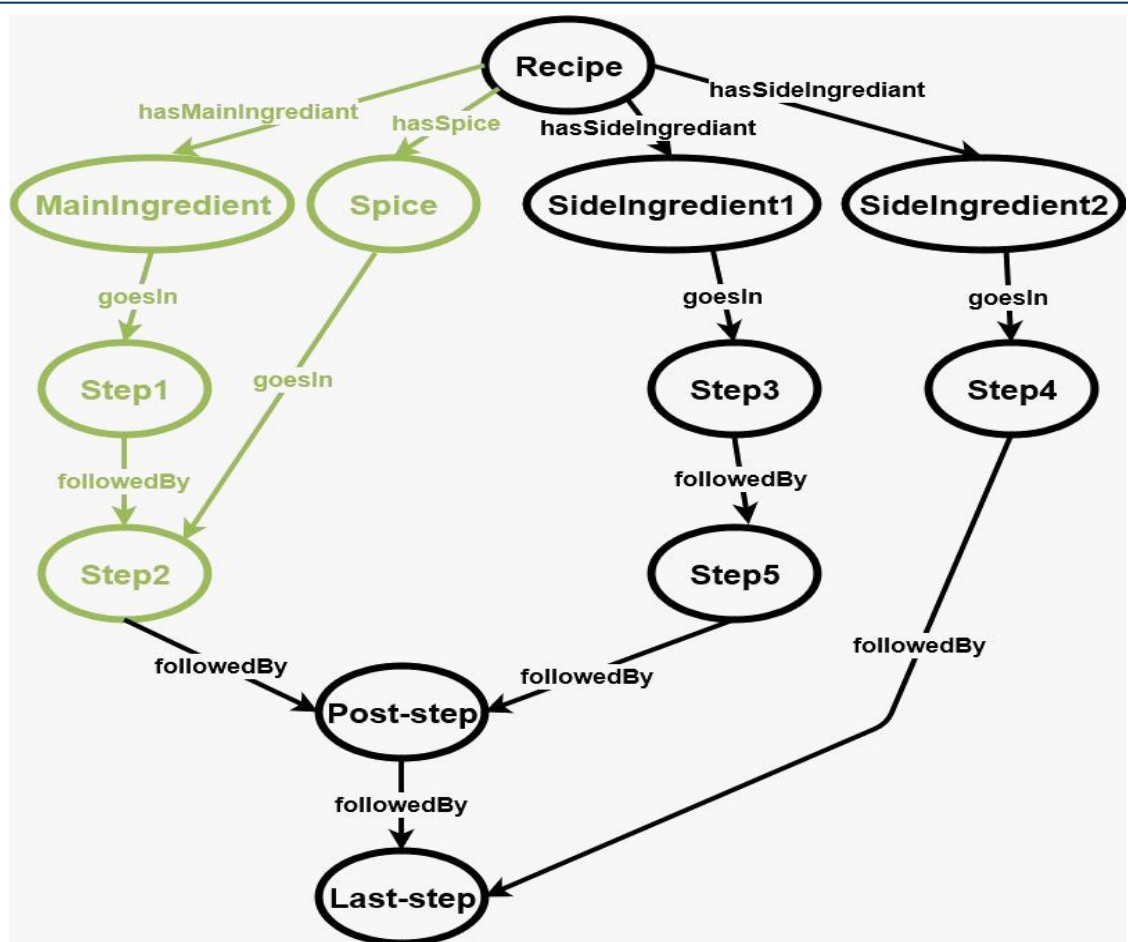 Recipe
hasMainIngrediant
hasSpice
hasSideIngrediant
hasSideIngrediant
MainIngredient
Spice
SideIngredient1
SideIngredient2
goesIn
goesIn
goesIn
goesIn
Step1
Step3
Step4
followedBy
followedBy
Step2
Step5
followedBy
followedBy
followedBy
Post-step
followedBy
Last-step